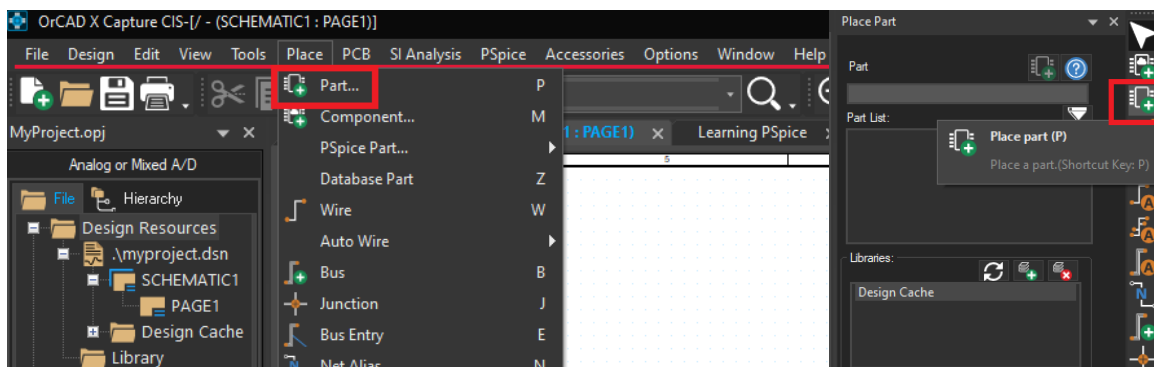 OrCAD X Capture CIS-[/ - (SCHEMATIC1 : PAGE1)]
File Design Edit View Tools Place PCB SI Analysis PSpice Accessories Options Window Help
MyProject.opj
Analog or Mixed A/D
File Hierarchy
Design Resources
.\myproject.dsn
SCHEMATIC1
PAGE1
Design Cache
Library
Part... P
Component... M
PSpice Part...
Database Part Z
Wire W
Auto Wire
Bus B
Junction J
Bus Entry E
Net Alias N
1 : PAGE1) Learning PSpice
5
Place Part
Part
Part List:
Place part (P)
Place a part.(Shortcut Key: P)
Libraries:
Design Cache